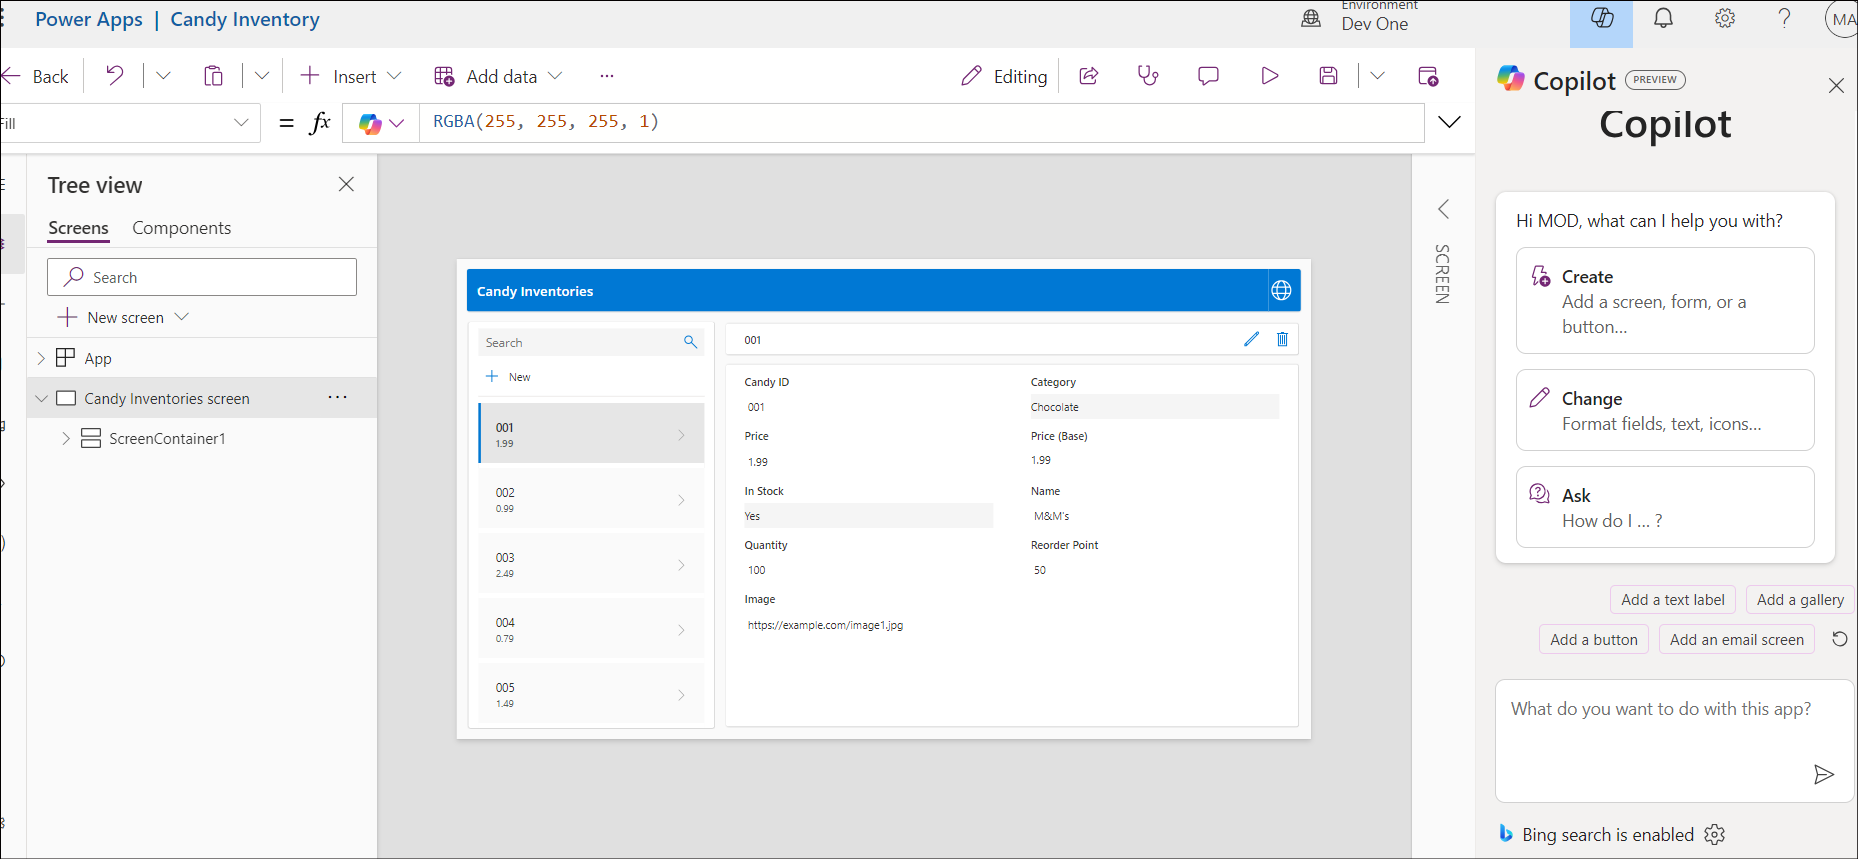 Power Apps | Candy Inventory
Environment
Dev One
MA
Back
Insert
Add data
Editing
Fill
= fx
RGBA(255, 255, 255, 1)
Tree view
Screens
Components
Search
New screen
App
Candy Inventories screen
ScreenContainer1
Candy Inventories
Search
New
001
1.99
002
0.99
003
2.49
004
0.79
005
1.49
001
Candy ID
001
Category
Chocolate
Price
1.99
Price (Base)
1.99
In Stock
Yes
Name
M&M's
Quantity
100
Reorder Point
50
Image
https://example.com/image1.jpg
SCREEN
Copilot PREVIEW
Copilot
Hi MOD, what can I help you with?
Create
Add a screen, form, or a
button...
Change
Format fields, text, icons...
Ask
How do I ... ?
Add a text label
Add a gallery
Add a button
Add an email screen
What do you want to do with this app?
Bing search is enabled